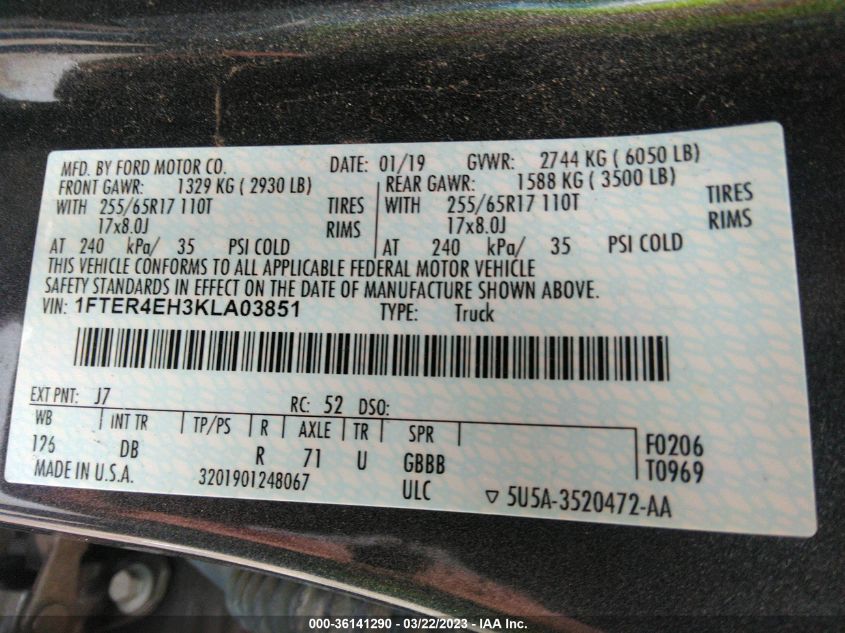 MFD. BY FORD MOTOR CO. DATE: 01/19 GVWR: 2744 KG ( 6050 LB)
FRONT GAWR: 1329 KG ( 2930 LB) REAR GAWR: 1588 KG ( 3500 LB)
WITH 255/65R17 110T TIRES WITH 255/65R17 110T TIRES
17x8.0J RIMS 17x8.0J RIMS
AT 240 kPa/ 35 PSI COLD AT 240 kPa/ 35 PSI COLD
THIS VEHICLE CONFORMS TO ALL APPLICABLE FEDERAL MOTOR VEHICLE
SAFETY STANDARDS IN EFFECT ON THE DATE OF MANUFACTURE SHOWN ABOVE.
VIN: 1FTER4EH3KLA03851 TYPE: Truck
EXT PNT: J7 RC: 52 DSO:
WB INT TR TP/PS R AXLE TR SPR
126 DB R 71 U GBBB F0206
T0969
MADE IN U.S.A. 3201901248067 ULC ▽ 5U5A-3520472-AA
000-36141290 - 03/22/2023 - IAA Inc.